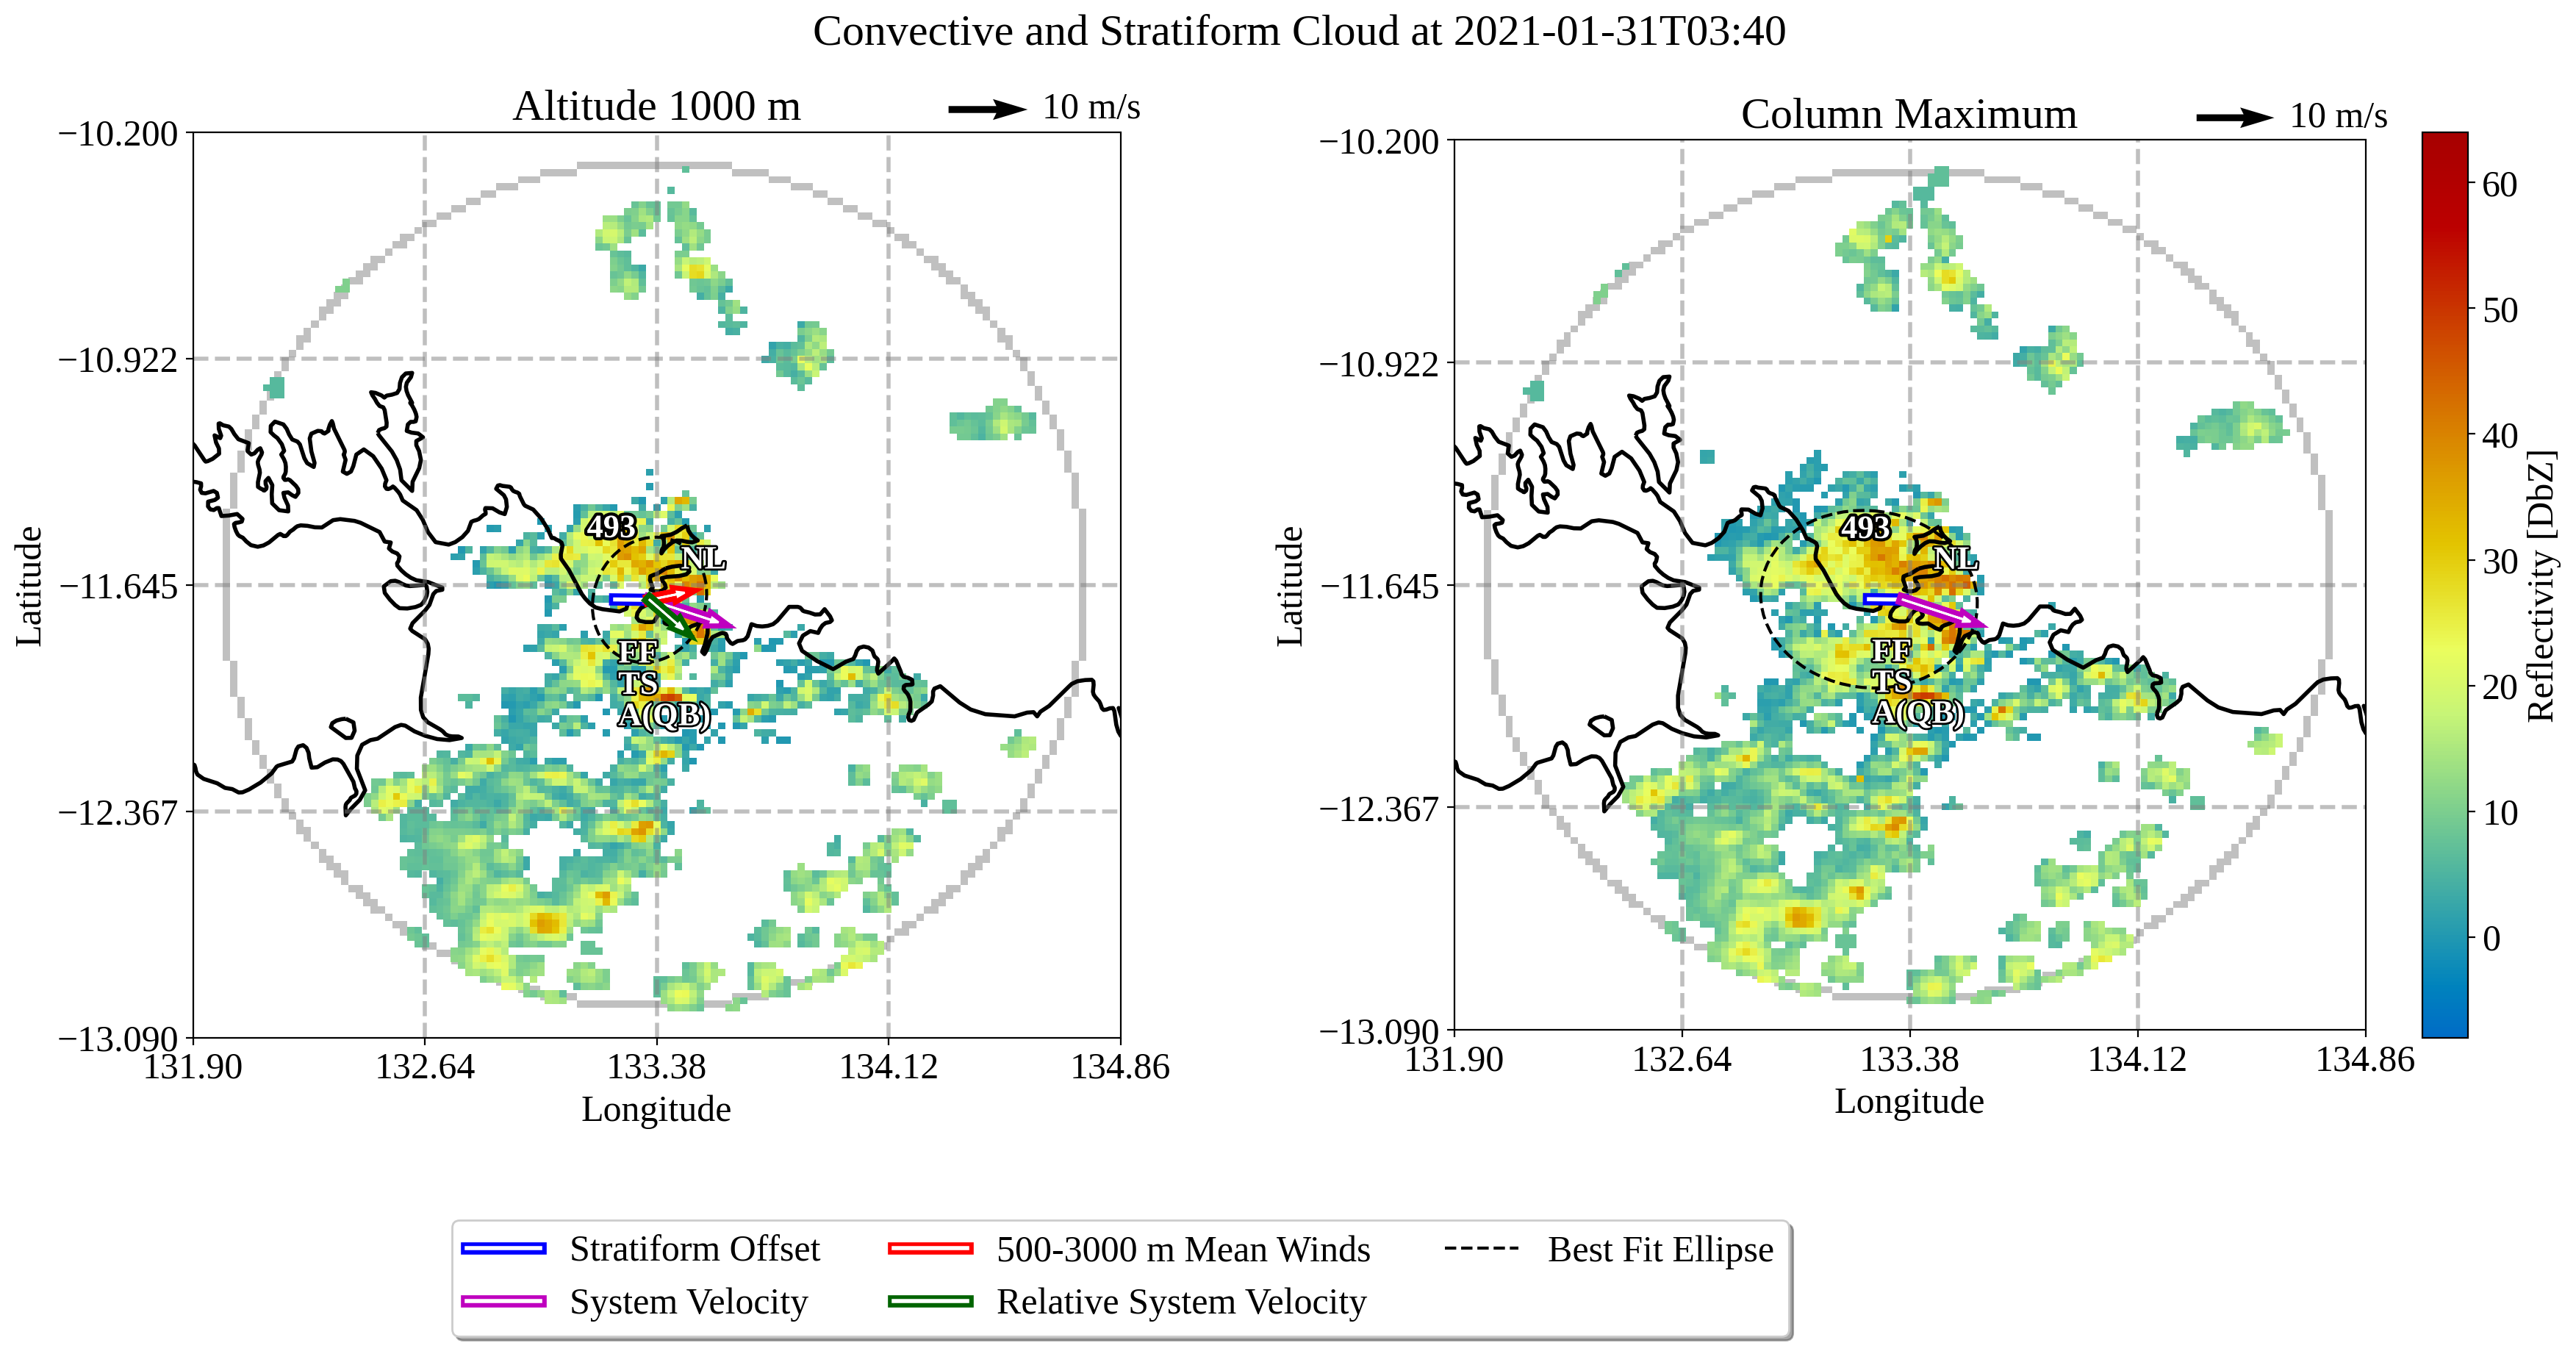 Convective and Stratiform Cloud at 2021-01-31T03:40
Altitude 1000 m
10 m/s
−10.200
−10.922
−11.645
−12.367
−13.090
Latitude
493
NL
FF
TS
A(QB)
131.90
132.64
133.38
134.12
134.86
Longitude
Column Maximum
10 m/s
−10.200
−10.922
−11.645
−12.367
−13.090
Latitude
493
NL
FF
TS
A(QB)
131.90
132.64
133.38
134.12
134.86
Longitude
60
50
40
30
20
10
0
Reflectivity [DbZ]
Stratiform Offset
System Velocity
500-3000 m Mean Winds
Relative System Velocity
Best Fit Ellipse